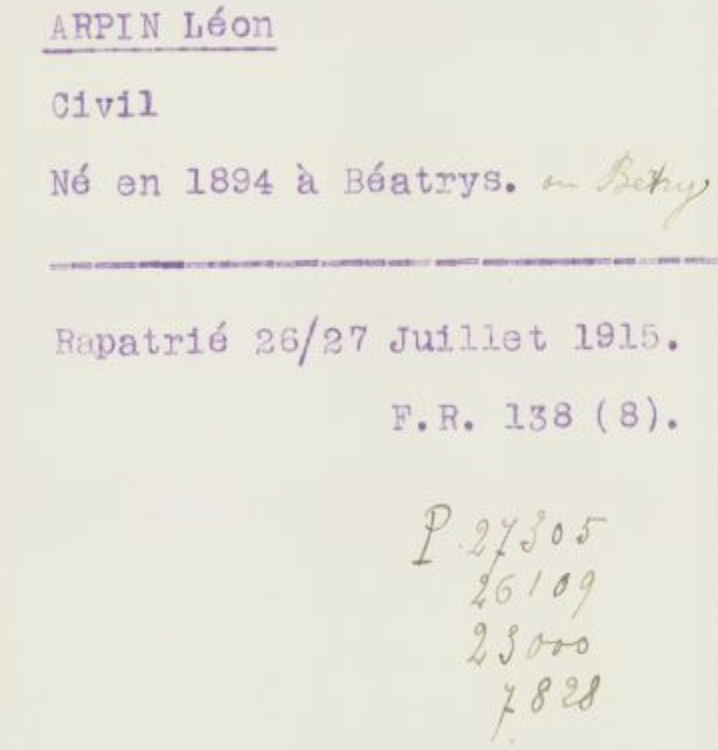 ARPIN Léon
Civil
Né en 1894 à Béatrys. ou Bétry
Rapatrié 26/27 Juillet 1915.
F.R. 138 (8).
P. 27305
26109
23000
7828